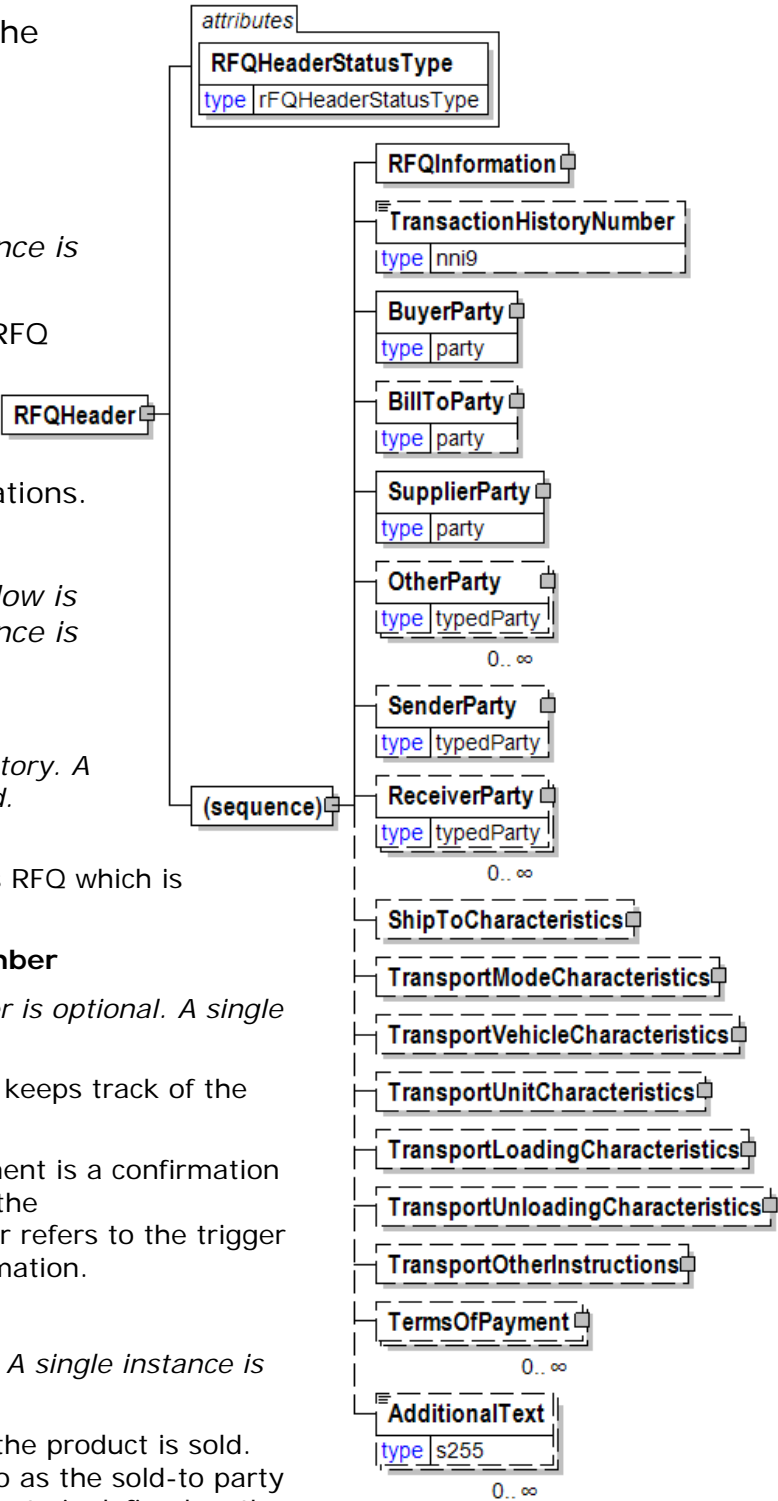 he
nce is
RFQ
ations.
low is
nce is
tory. A
d.
RFQ which is
nber
r is optional. A single
keeps track of the
nent is a confirmation
the
r refers to the trigger
mation.
A single instance is
the product is sold.
o as the sold-to party
attributes
RFQHeaderStatusType
type rFQHeaderStatusType
RFQHeader
(sequence)
RFQInformation
TransactionHistoryNumber
type nni9
BuyerParty
type party
BillToParty
type party
SupplierParty
type party
OtherParty
type typedParty
0.. ∞
SenderParty
type typedParty
ReceiverParty
type typedParty
0.. ∞
ShipToCharacteristics
TransportModeCharacteristics
TransportVehicleCharacteristics
TransportUnitCharacteristics
TransportLoadingCharacteristics
TransportUnloadingCharacteristics
TransportOtherInstructions
TermsOfPayment
0.. ∞
AdditionalText
type s255
0.. ∞